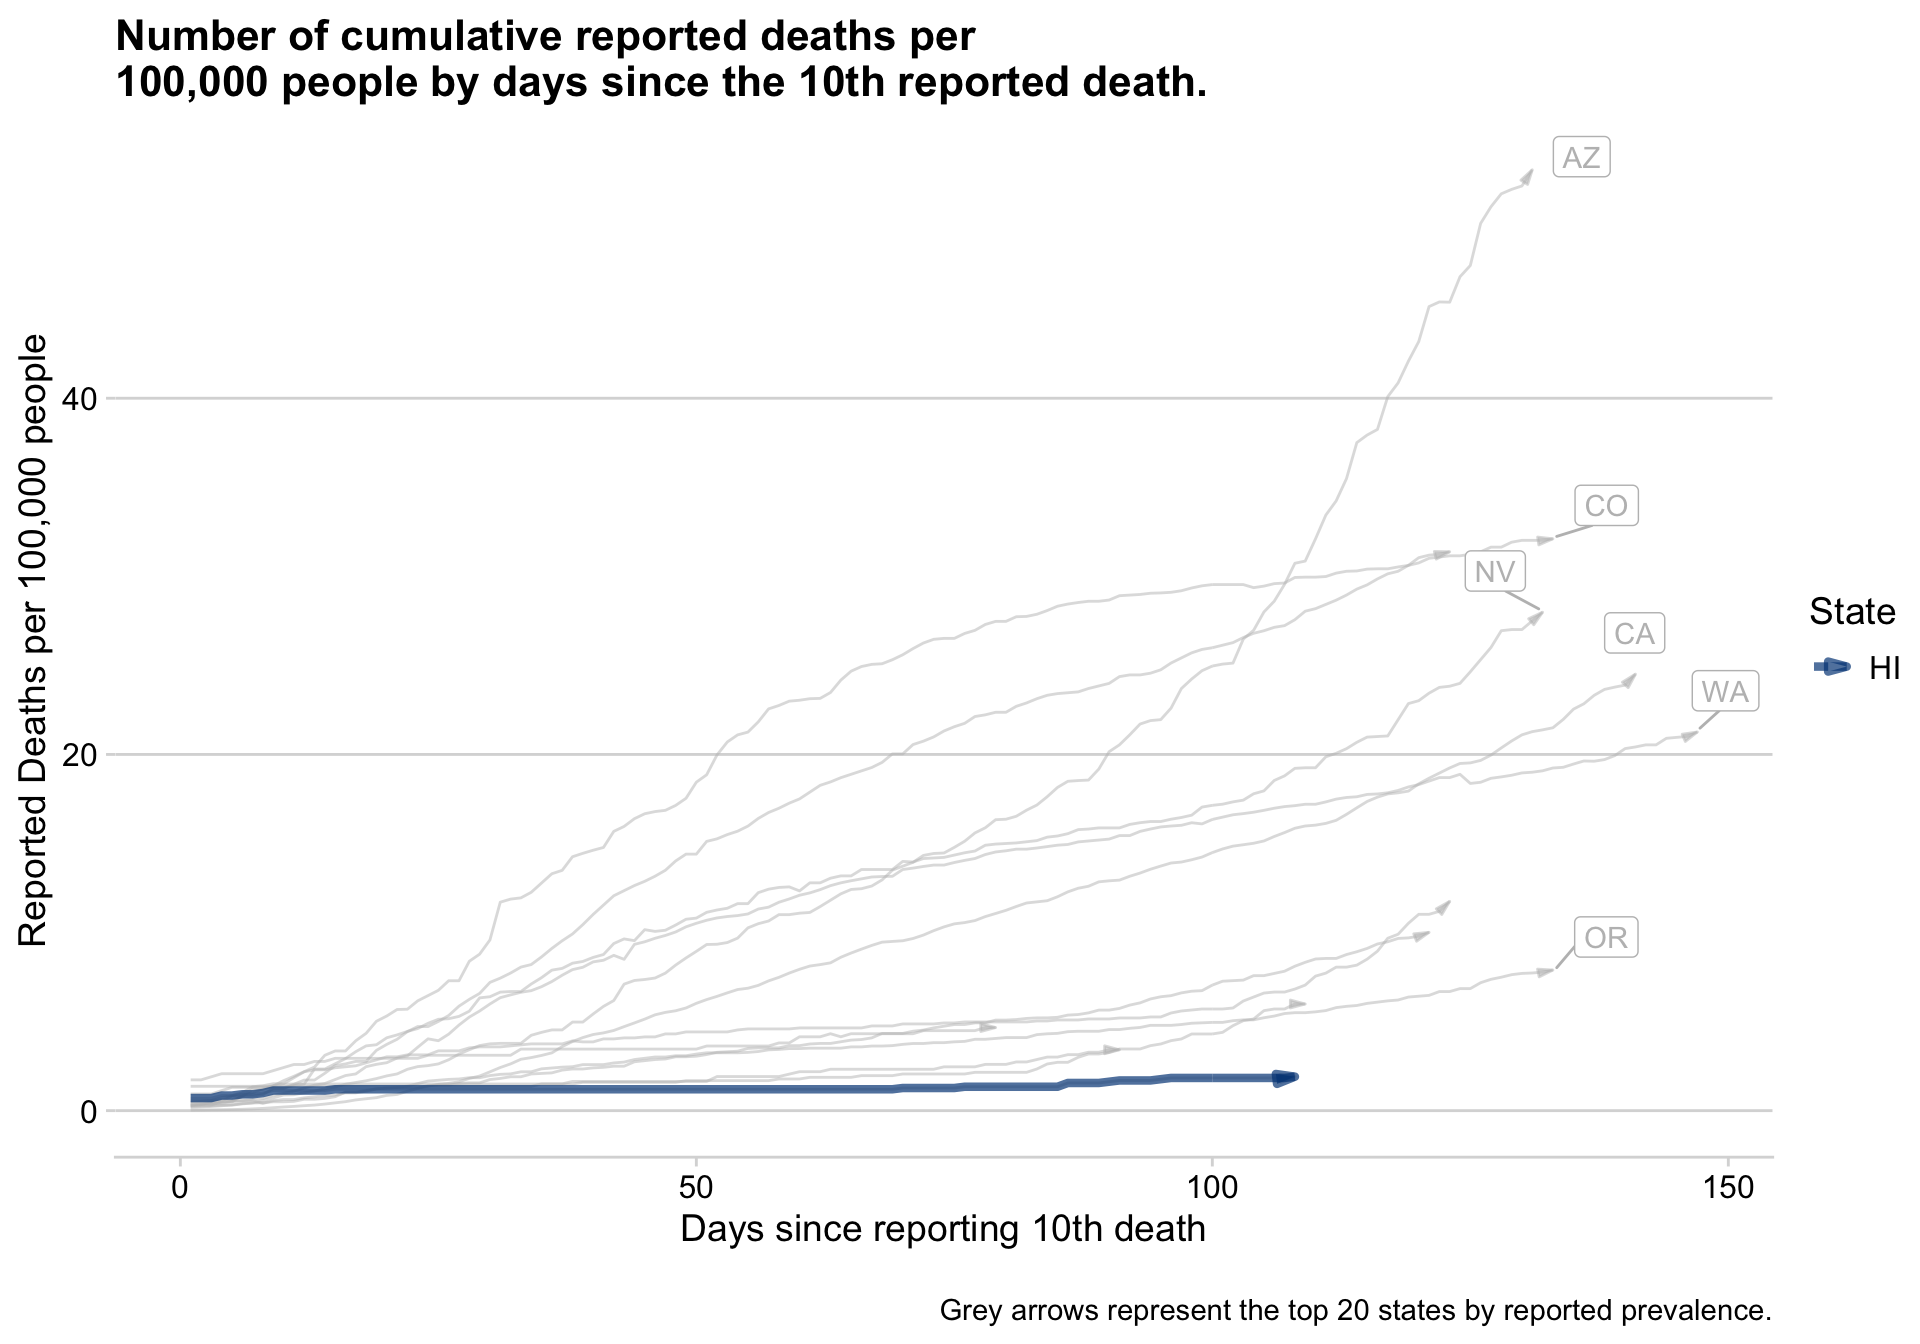 Number of cumulative reported deaths per
100,000 people by days since the 10th reported death.
Reported Deaths per 100,000 people
40
20
0
AZ
CO
NV
CA
WA
OR
State
HI
0
50
100
150
Days since reporting 10th death
Grey arrows represent the top 20 states by reported prevalence.